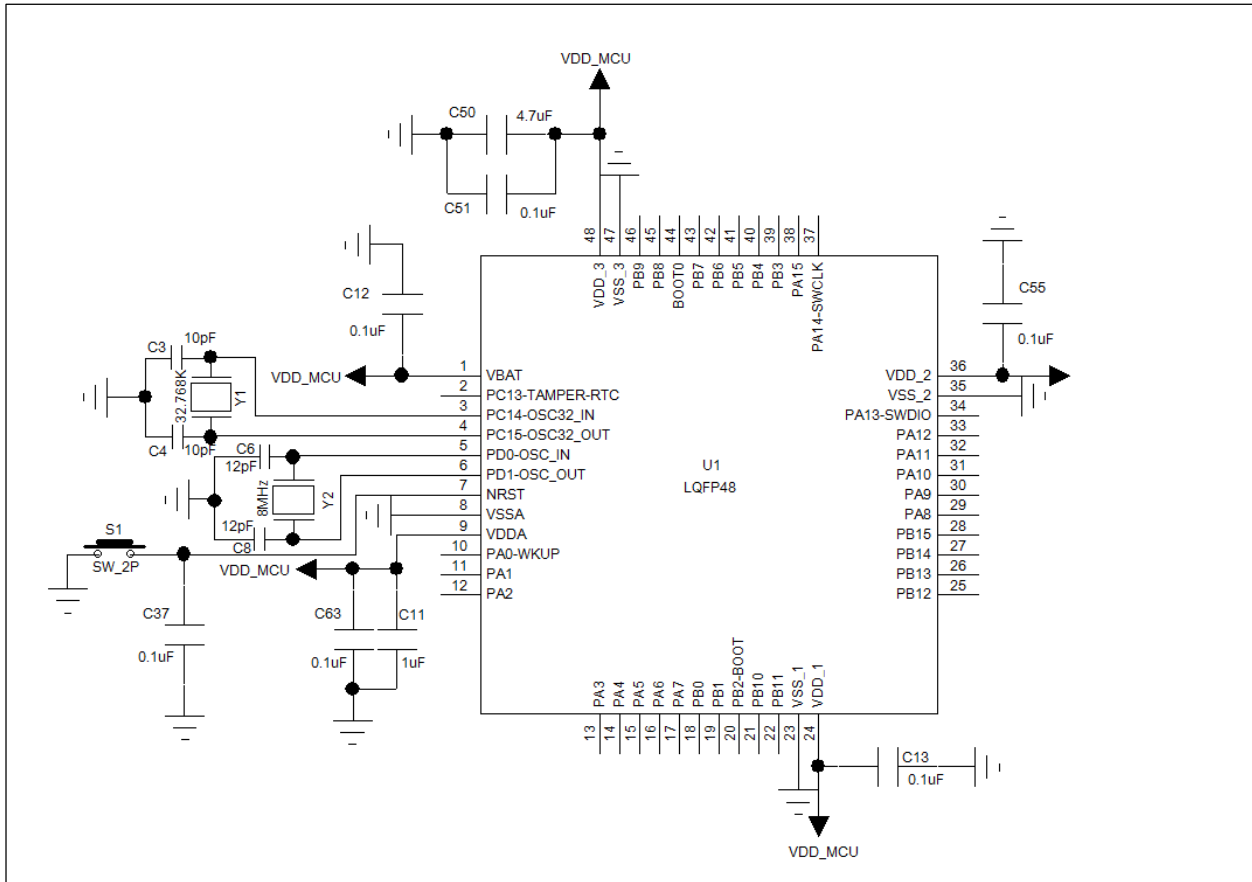 VDD_MCU
C50 4.7uF
C51 0.1uF
C12
0.1uF
C3 10pF
32.768K Y1
C4 10pF
VDD_MCU
C6
12pF
8MHz Y2
12pF
C8
S1
SW_2P
VDD_MCU
C37
0.1uF
C63 C11
0.1uF 1uF
48 47 46 45 44 43 42 41 40 39 38 37
VDD_3 VSS_3 PB9 PB8 BOOT0 PB7 PB6 PB5 PB4 PB3 PA15 PA14-SWCLK
1 VBAT
2 PC13-TAMPER-RTC
3 PC14-OSC32_IN
4 PC15-OSC32_OUT
5 PD0-OSC_IN
6 PD1-OSC_OUT
7 NRST
8 VSSA
9 VDDA
10 PA0-WKUP
11 PA1
12 PA2
U1
LQFP48
C55
0.1uF
VDD_2 36
VSS_2 35
PA13-SWDIO 34
PA12 33
PA11 32
PA10 31
PA9 30
PA8 29
PB15 28
PB14 27
PB13 26
PB12 25
PA3 PA4 PA5 PA6 PA7 PB0 PB1 PB2-BOOT PB10 PB11 VSS_1 VDD_1
13 14 15 16 17 18 19 20 21 22 23 24
C13
0.1uF
VDD_MCU